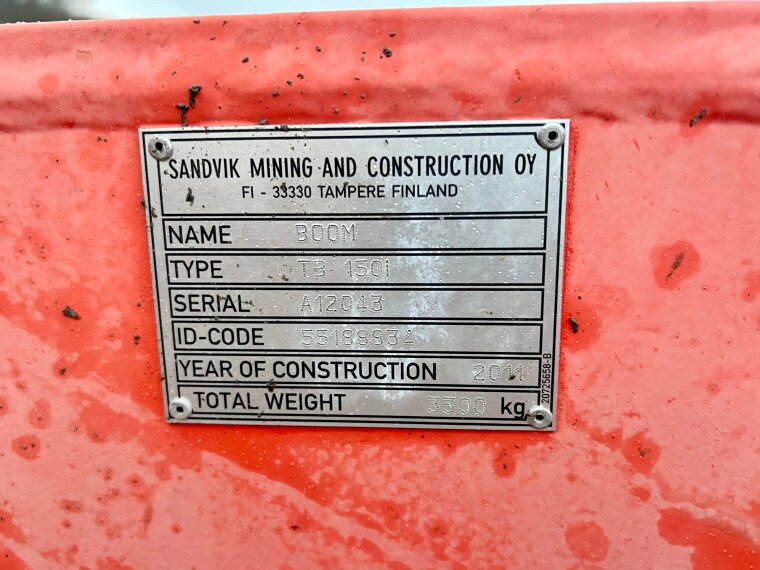 SANDVIK MINING AND CONSTRUCTION OY
FI - 33330 TAMPERE FINLAND
NAME BOOM
TYPE TB 150i
SERIAL A12043
ID-CODE 55188834
YEAR OF CONSTRUCTION 2011
TOTAL WEIGHT 3300 kg
20725658-B